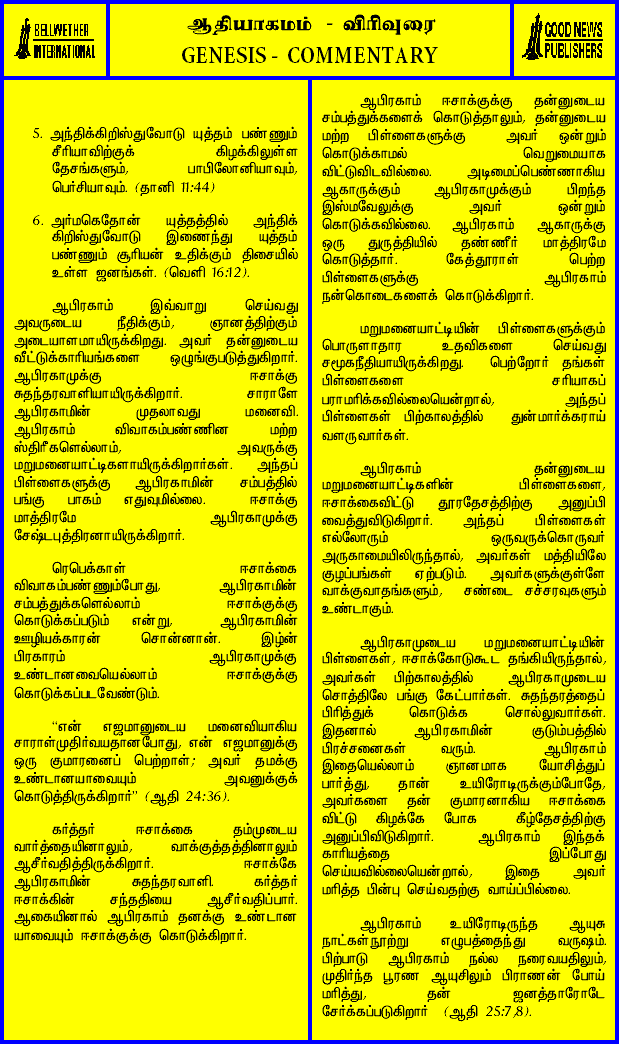 BELLWETHER
INTERNATIONAL
ஆதியாகமம் - விரிவுரை
GENESIS - COMMENTARY
GOOD NEWS
PUBLISHERS
5. அந்திக்கிறிஸ்துவோடு யுத்தம் பண்ணும்
சீரியாவிற்குக் கிழக்கிலுள்ள
தேசங்களும், பாபிலோனியாவும்,
பெர்சியாவும். (தானி 11:44)
6. அர்மகெதோன் யுத்தத்தில் அந்திக்
கிறிஸ்துவோடு இணைந்து யுத்தம்
பண்ணும் சூரியன் உதிக்கும் திசையில்
உள்ள ஜனங்கள். (வெளி 16:12).
ஆபிரகாம் இவ்வாறு செய்வது
அவருடைய நீதிக்கும், ஞானத்திற்கும்
அடையாளமாயிருக்கிறது. அவர் தன்னுடைய
வீட்டுக்காரியங்களை ஒழுங்குபடுத்துகிறார்.
ஆபிரகாமுக்கு ஈசாக்கு
சுதந்தரவாளியாயிருக்கிறார். சாராளே
ஆபிரகாமின் முதலாவது மனைவி.
ஆபிரகாம் விவாகம்பண்ணின மற்ற
ஸ்திரீகளெல்லாம், அவருக்கு
மறுமனையாட்டிகளாயிருக்கிறார்கள். அந்தப்
பிள்ளைகளுக்கு ஆபிரகாமின் சம்பத்தில்
பங்கு பாகம் எதுவுமில்லை. ஈசாக்கு
மாத்திரமே ஆபிரகாமுக்கு
சேஷ்டபுத்திரனாயிருக்கிறார்.
ரெபெக்காள் ஈசாக்கை
விவாகம்பண்ணும்போது, ஆபிரகாமின்
சம்பத்துக்களெல்லாம் ஈசாக்குக்கு
கொடுக்கப்படும் என்று, ஆபிரகாமின்
ஊழியக்காரன் சொன்னான். இழ்ன்
பிரகாரம் ஆபிரகாமுக்கு
உண்டானவையெல்லாம் ஈசாக்குக்கு
கொடுக்கப்படவேண்டும்.
“என் எஜமானுடைய மனைவியாகிய
சாராள்முதிர்வயதானபோது, என் எஜமானுக்கு
ஒரு குமாரனைப் பெற்றாள்; அவர் தமக்கு
உண்டானயாவையும் அவனுக்குக்
கொடுத்திருக்கிறார்” (ஆதி 24:36).
கர்த்தர் ஈசாக்கை தம்முடைய
வார்த்தையினாலும், வாக்குத்தத்தினாலும்
ஆசீர்வதித்திருக்கிறார். ஈசாக்கே
ஆபிரகாமின் சுதந்தரவாளி. கர்த்தர்
ஈசாக்கின் சந்ததியை ஆசீர்வதிப்பார்.
ஆகையினால் ஆபிரகாம் தனக்கு உண்டான
யாவையும் ஈசாக்குக்கு கொடுக்கிறார்.
ஆபிரகாம் ஈசாக்குக்கு தன்னுடைய
சம்பத்துக்களைக் கொடுத்தாலும், தன்னுடைய
மற்ற பிள்ளைகளுக்கு அவர் ஒன்றும்
கொடுக்காமல் வெறுமையாக
விட்டுவிடவில்லை. அடிமைப்பெண்ணாகிய
ஆகாருக்கும் ஆபிரகாமுக்கும் பிறந்த
இஸ்மவேலுக்கு அவர் ஒன்றும்
கொடுக்கவில்லை. ஆபிரகாம் ஆகாருக்கு
ஒரு துருத்தியில் தண்ணீர் மாத்திரமே
கொடுத்தார். கேத்தூராள் பெற்ற
பிள்ளைகளுக்கு ஆபிரகாம்
நன்கொடைகளைக் கொடுக்கிறார்.
மறுமனையாட்டியின் பிள்ளைகளுக்கும்
பொருளாதார உதவிகளை செய்வது
சமூகநீதியாயிருக்கிறது. பெற்றோர் தங்கள்
பிள்ளைகளை சரியாகப்
பராமரிக்கவில்லையென்றால், அந்தப்
பிள்ளைகள் பிற்காலத்தில் துன்மார்க்கராய்
வளருவார்கள்.
ஆபிரகாம் தன்னுடைய
மறுமனையாட்டிகளின் பிள்ளைகளை,
ஈசாக்கைவிட்டு தூரதேசத்திற்கு அனுப்பி
வைத்துவிடுகிறார். அந்தப் பிள்ளைகள்
எல்லோரும் ஒருவருக்கொருவர்
அருகாமையிலிருந்தால், அவர்கள் மத்தியிலே
குழப்பங்கள் ஏற்படும். அவர்களுக்குள்ளே
வாக்குவாதங்களும், சண்டை சச்சரவுகளும்
உண்டாகும்.
ஆபிரகாமுடைய மறுமனையாட்டியின்
பிள்ளைகள், ஈசாக்கோடுகூட தங்கியிருந்தால்,
அவர்கள் பிற்காலத்தில் ஆபிரகாமுடைய
சொத்திலே பங்கு கேட்பார்கள். சுதந்தரத்தைப்
பிரித்துக் கொடுக்க சொல்லுவார்கள்.
இதனால் ஆபிரகாமின் குடும்பத்தில்
பிரச்சனைகள் வரும். ஆபிரகாம்
இதையெல்லாம் ஞானமாக யோசித்துப்
பார்த்து, தான் உயிரோடிருக்கும்போதே,
அவர்களை தன் குமாரனாகிய ஈசாக்கை
விட்டு கிழக்கே போக கீழ்தேசத்திற்கு
அனுப்பிவிடுகிறார். ஆபிரகாம் இந்தக்
காரியத்தை இப்போது
செய்யவில்லையென்றால், இதை அவர்
மரித்த பின்பு செய்வதற்கு வாய்ப்பில்லை.
ஆபிரகாம் உயிரோடிருந்த ஆயுசு
நாட்கள்நூற்று எழுபத்தைந்து வருஷம்.
பிற்பாடு ஆபிரகாம் நல்ல நரைவயதிலும்,
முதிர்ந்த பூரண ஆயுசிலும் பிராணன் போய்
மரித்து, தன் ஜனத்தாரோடே
சேர்க்கப்படுகிறார் (ஆதி 25:7,8).